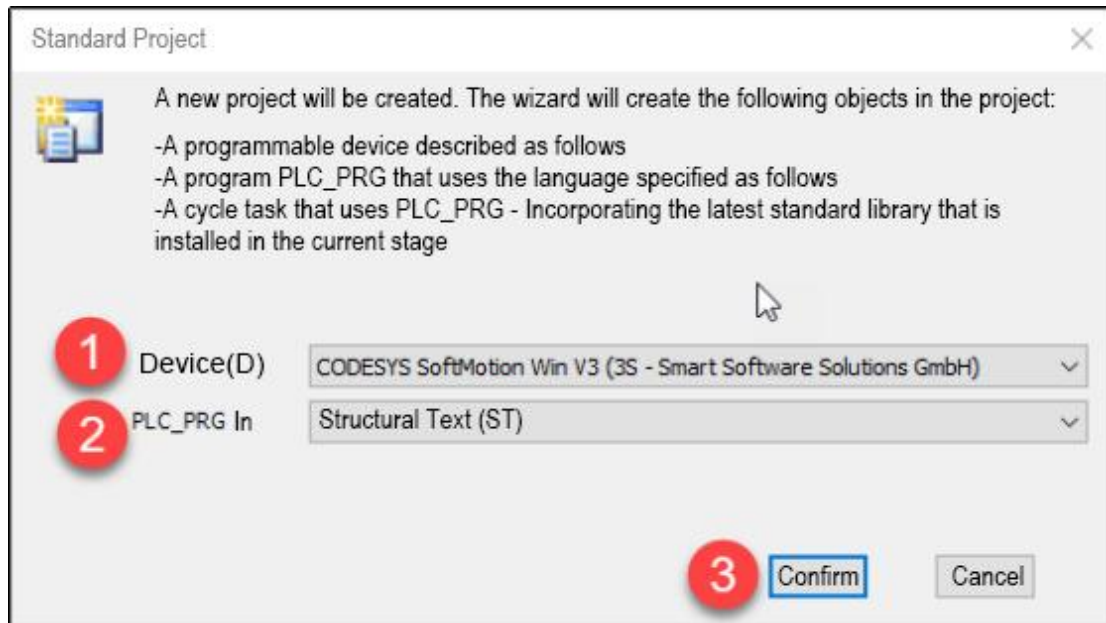 Standard Project
A new project will be created. The wizard will create the following objects in the project:
-A programmable device described as follows
-A program PLC_PRG that uses the language specified as follows
-A cycle task that uses PLC_PRG - Incorporating the latest standard library that is
installed in the current stage
1 Device(D) CODESYS SoftMotion Win V3 (3S - Smart Software Solutions GmbH)
2 PLC_PRG In Structural Text (ST)
3 Confirm Cancel